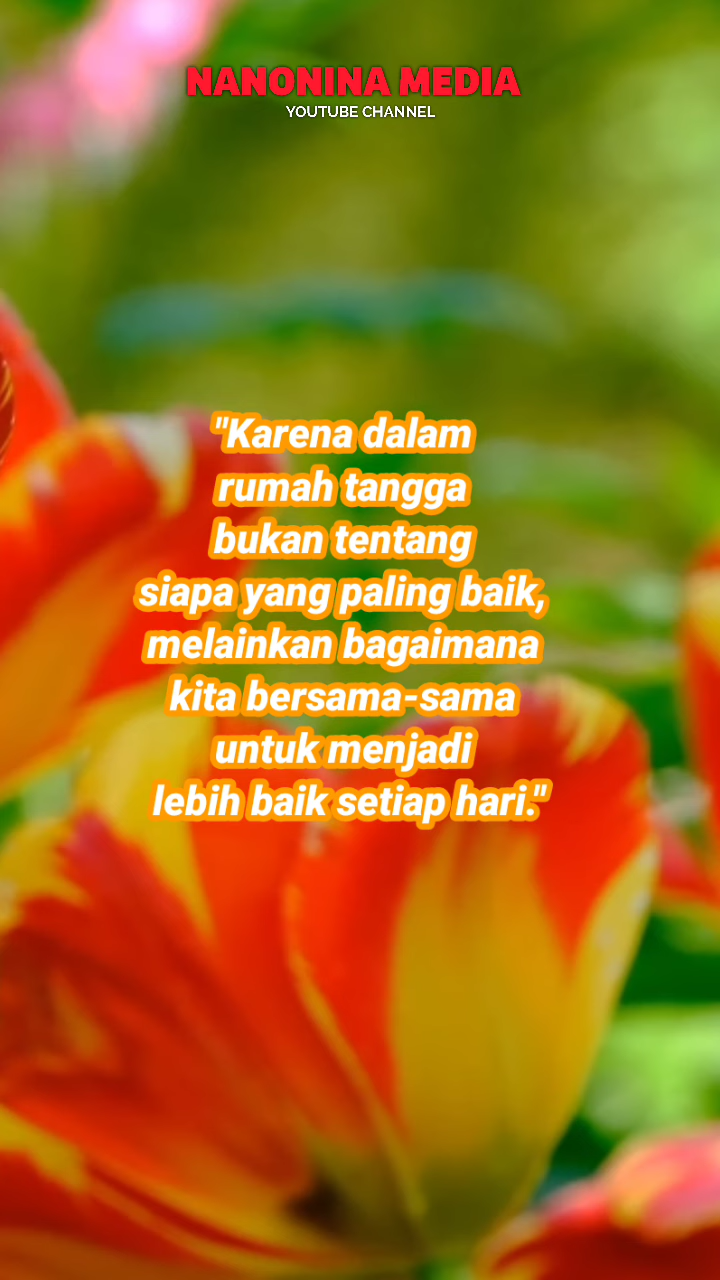 NANONINA MEDIA
YOUTUBE CHANNEL
"Karena dalam
rumah tangga
bukan tentang
siapa yang paling baik,
melainkan bagaimana
kita bersama-sama
untuk menjadi
lebih baik setiap hari."